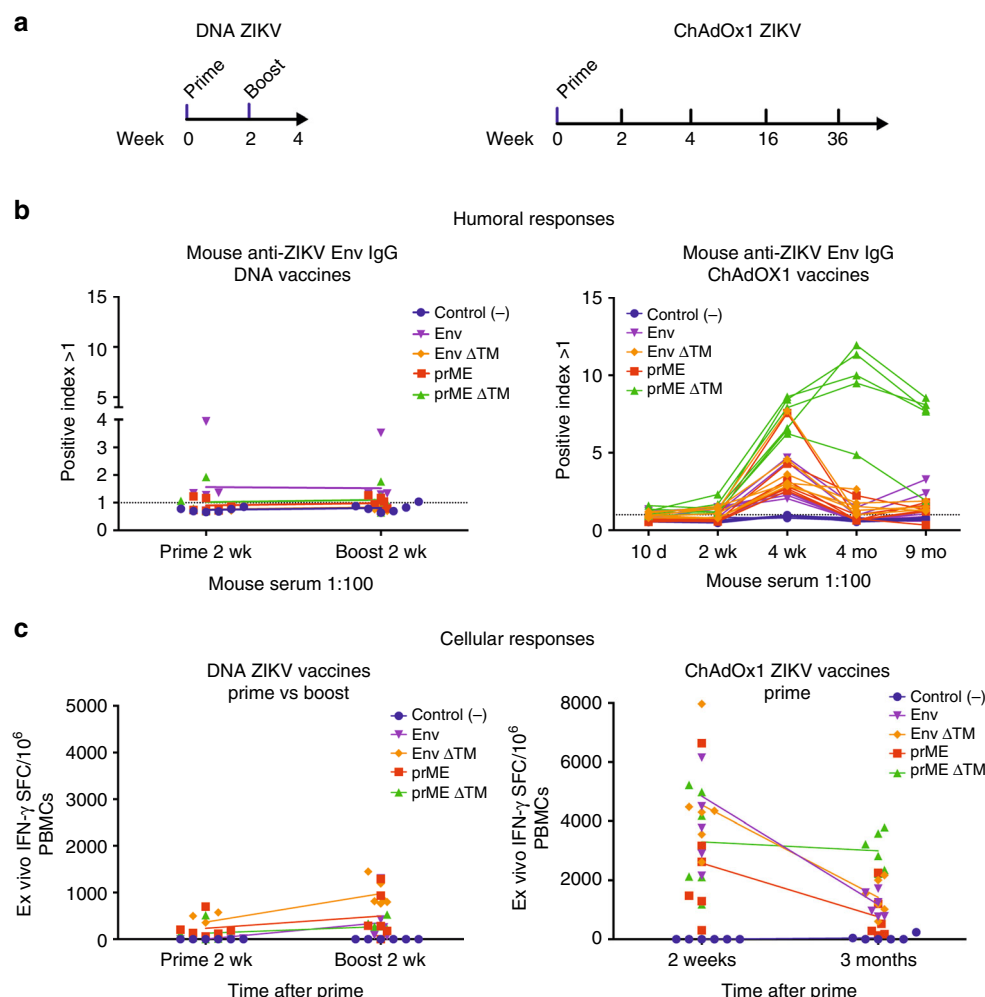 a
DNA ZIKV
ChAdOx1 ZIKV
Prime
Boost
Prime
Week 0 2 4
Week 0 2 4 16 36
b
Humoral responses
Mouse anti-ZIKV Env IgG
DNA vaccines
Positive index >1
15
10
5
4
3
2
1
0
Control (–)
Env
Env ΔTM
prME
prME ΔTM
Prime 2 wk Boost 2 wk
Mouse serum 1:100
Mouse anti-ZIKV Env IgG
ChAdOX1 vaccines
Positive index >1
15
10
5
0
Control (–)
Env
Env ΔTM
prME
prME ΔTM
10 d 2 wk 4 wk 4 mo 9 mo
Mouse serum 1:100
c
Cellular responses
DNA ZIKV vaccines
prime vs boost
Ex vivo IFN-γ SFC/10⁶
PBMCs
5000
4000
3000
2000
1000
0
Control (–)
Env
Env ΔTM
prME
prME ΔTM
Prime 2 wk Boost 2 wk
Time after prime
ChAdOx1 ZIKV vaccines
prime
Ex vivo IFN-γ SFC/10⁶
PBMCs
8000
6000
4000
2000
0
Control (–)
Env
Env ΔTM
prME
prME ΔTM
2 weeks 3 months
Time after prime